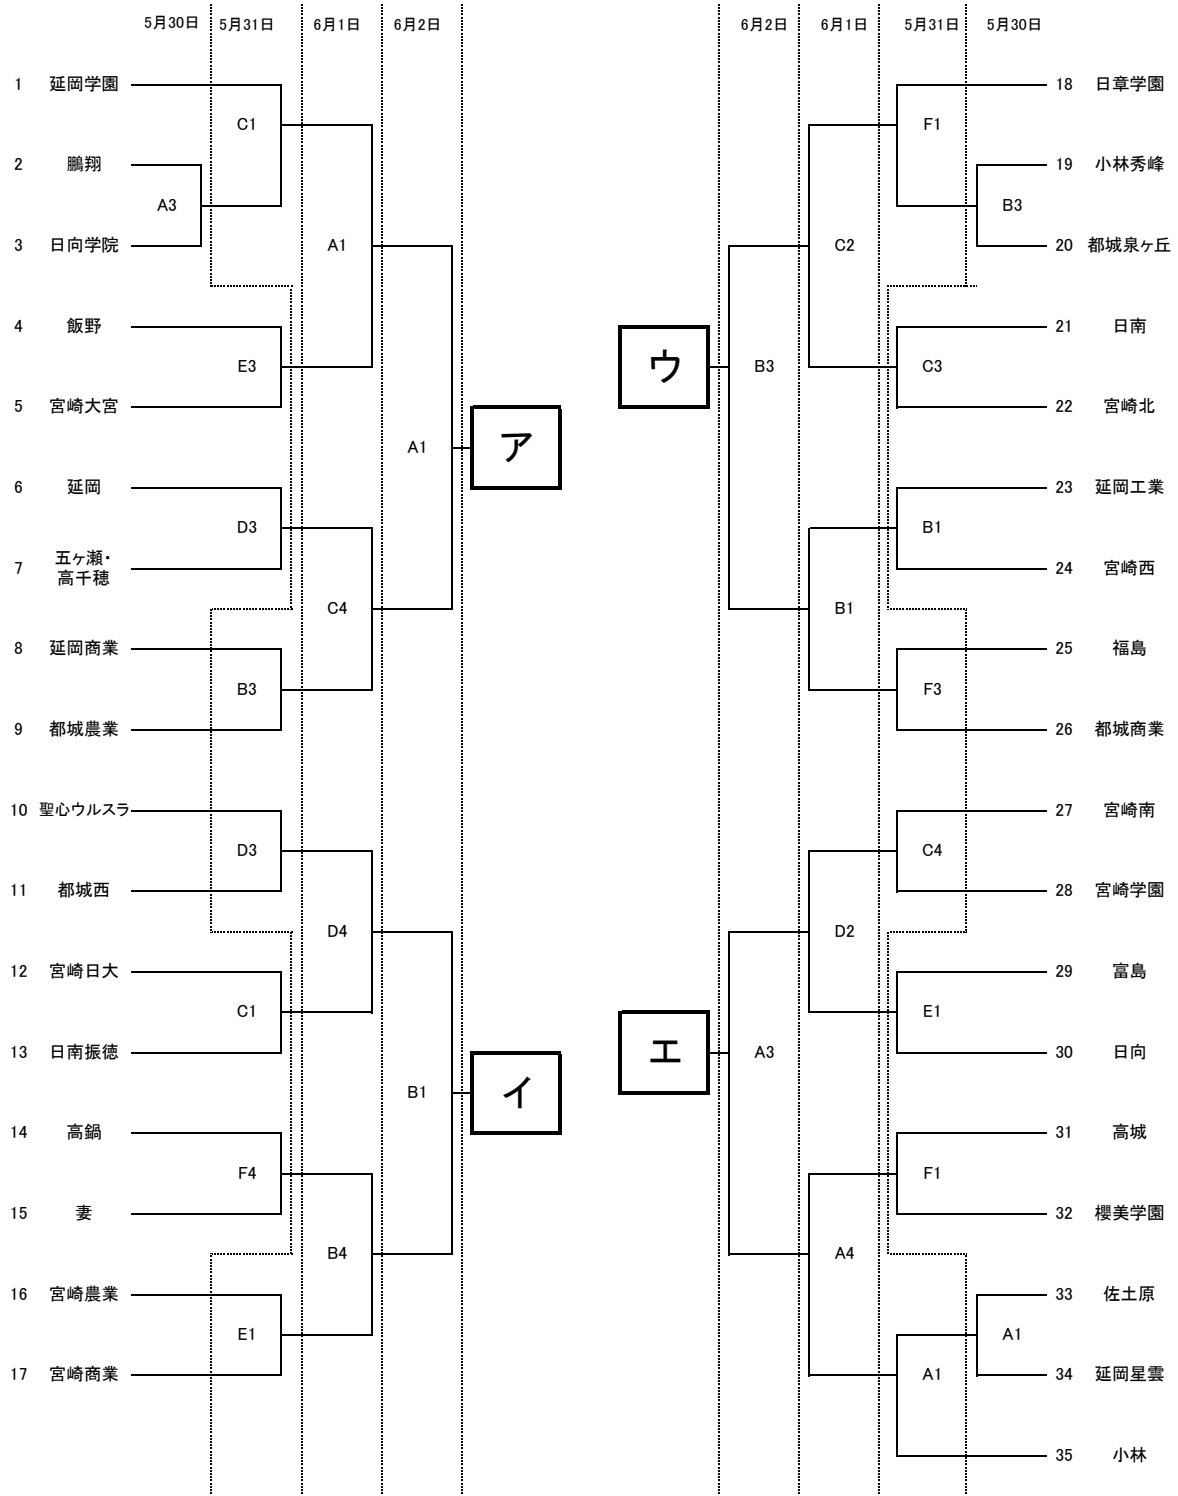 5月30日 5月31日 6月1日 6月2日 6月2日 6月1日 5月31日 5月30日
1 延岡学園 18 日章学園
C1 F1
2 鵬翔 19 小林秀峰
A3 B3
3 日向学院 A1 C2 20 都城泉ヶ丘
4 飯野 21 日南
E3 ウ B3 C3
5 宮崎大宮 22 宮崎北
A1 ア
6 延岡 23 延岡工業
D3 B1
五ヶ瀬・
7 24 宮崎西
高千穂
C4 B1
8 延岡商業 25 福島
B3 F3
9 都城農業 26 都城商業
10 聖心ウルスラ 27 宮崎南
D3 C4
11 都城西 28 宮崎学園
D4 D2
12 宮崎日大 29 富島
C1 E1
13 日南振徳 エ A3 30 日向
B1 イ
14 高鍋 31 高城
F4 F1
15 妻 32 櫻美学園
B4 A4
16 宮崎農業 33 佐土原
E1 A1
17 宮崎商業 A1 34 延岡星雲
35 小林